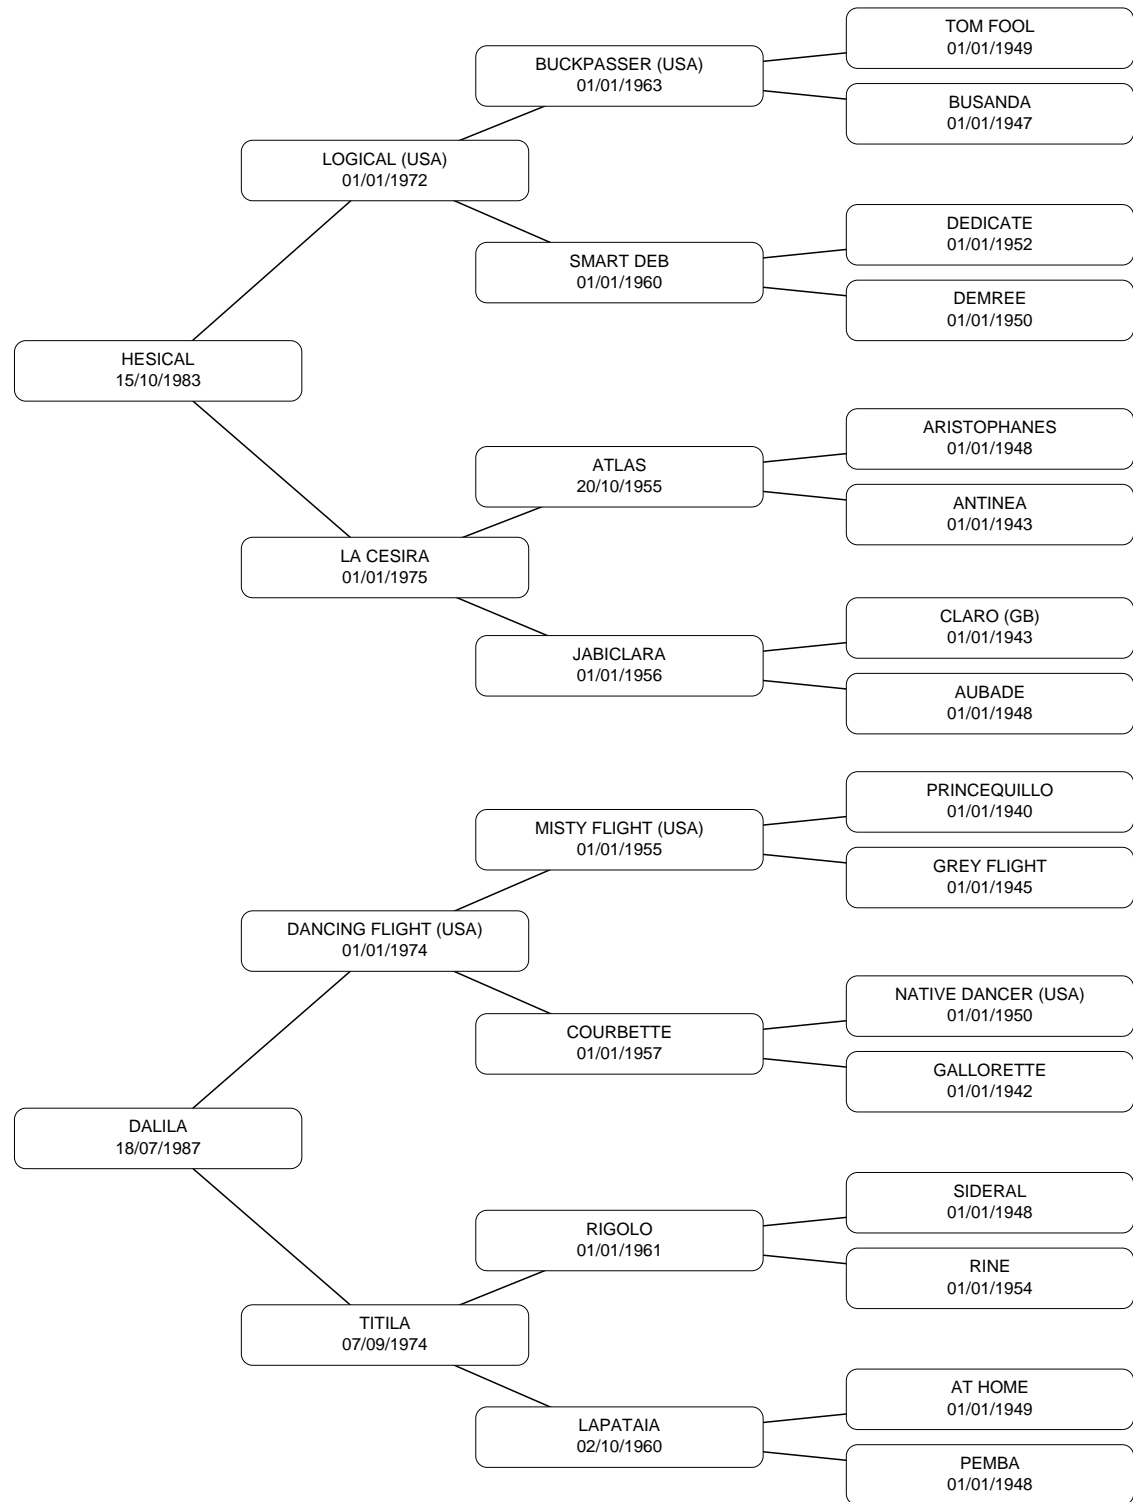 TOM FOOL
01/01/1949
BUCKPASSER (USA)
01/01/1963
BUSANDA
01/01/1947
LOGICAL (USA)
01/01/1972
DEDICATE
01/01/1952
SMART DEB
01/01/1960
DEMREE
01/01/1950
HESICAL
15/10/1983
ARISTOPHANES
01/01/1948
ATLAS
20/10/1955
ANTINEA
01/01/1943
LA CESIRA
01/01/1975
CLARO (GB)
01/01/1943
JABICLARA
01/01/1956
AUBADE
01/01/1948
PRINCEQUILLO
01/01/1940
MISTY FLIGHT (USA)
01/01/1955
GREY FLIGHT
01/01/1945
DANCING FLIGHT (USA)
01/01/1974
NATIVE DANCER (USA)
01/01/1950
COURBETTE
01/01/1957
GALLORETTE
01/01/1942
DALILA
18/07/1987
SIDERAL
01/01/1948
RIGOLO
01/01/1961
RINE
01/01/1954
TITILA
07/09/1974
AT HOME
01/01/1949
LAPATAIA
02/10/1960
PEMBA
01/01/1948